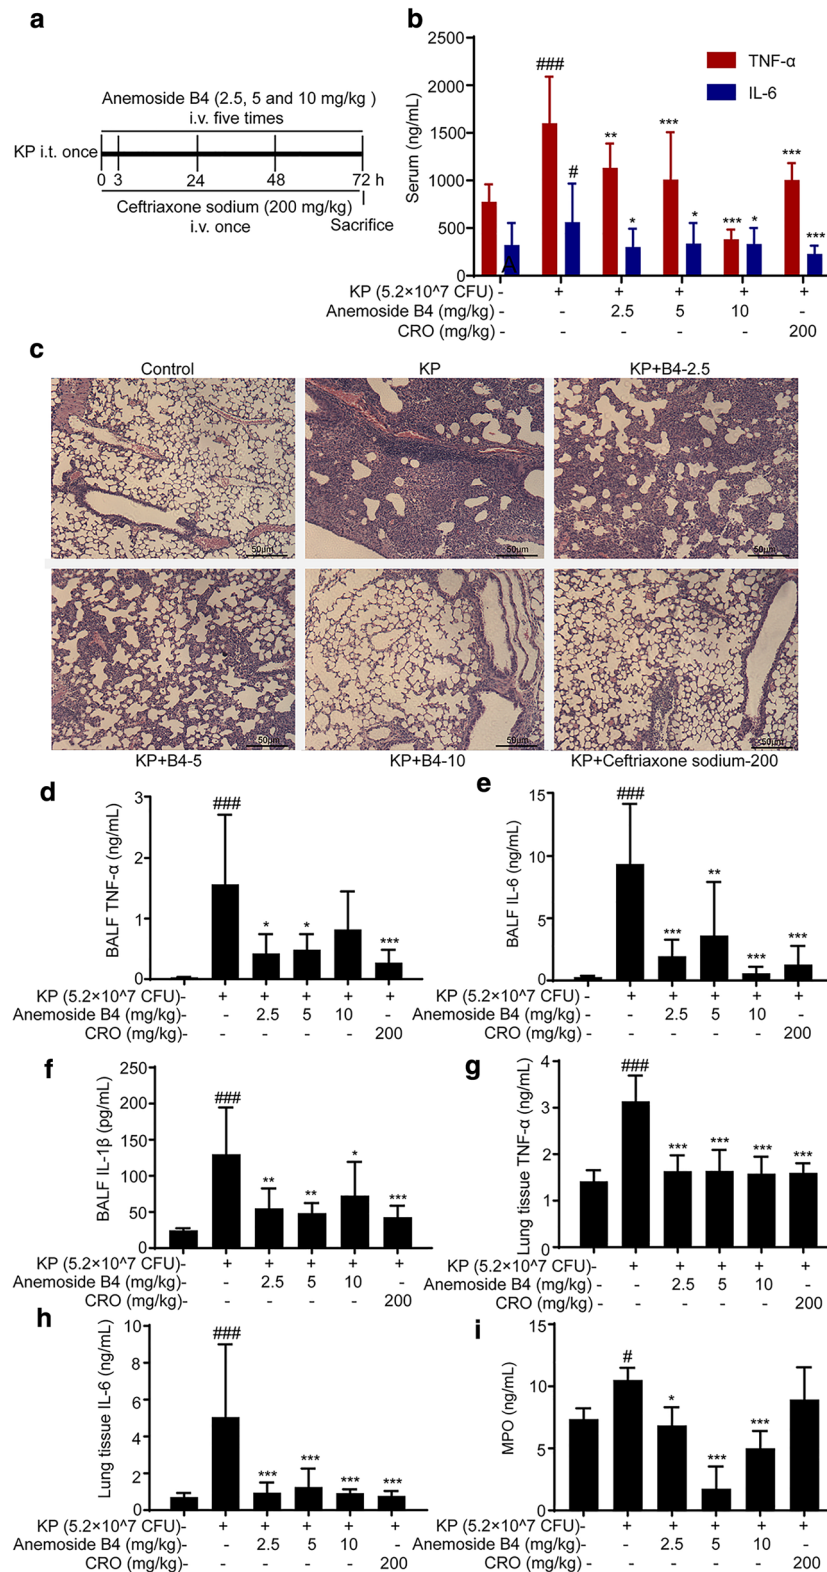 a
Anemoside B4 (2.5, 5 and 10 mg/kg )
i.v. five times
KP i.t. once
0 3 24 48 72 h
Ceftriaxone sodium (200 mg/kg)
i.v. once
Sacrifice
b
Serum (ng/mL)
2500
2000
1500
1000
500
0
TNF-α
IL-6
###
#
**
*
***
*
***
*
***
***
A
KP (5.2×10^7 CFU) - + + + + +
Anemoside B4 (mg/kg) - - 2.5 5 10 -
CRO (mg/kg) - - - - - 200
c
Control KP KP+B4-2.5
50μm 50μm 50μm
50μm 50μm 50μm
KP+B4-5 KP+B4-10 KP+Ceftriaxone sodium-200
d
BALF TNF-α (ng/mL)
3
2
1
0
###
*
*
***
KP (5.2×10^7 CFU)- + + + + +
Anemoside B4 (mg/kg)- - 2.5 5 10 -
CRO (mg/kg)- - - - - 200
e
BALF IL-6 (ng/mL)
15
10
5
0
###
***
**
***
***
KP (5.2×10^7 CFU)- + + + + +
Anemoside B4 (mg/kg) - - 2.5 5 10 -
CRO (mg/kg) - - - - - 200
f
BALF IL-1β (pg/mL)
250
200
150
100
50
0
###
**
**
*
***
KP (5.2×10^7 CFU)- + + + + +
Anemoside B4 (mg/kg)- - 2.5 5 10 -
CRO (mg/kg)- - - - - 200
g
Lung tissue TNF-α (ng/mL)
4
3
2
1
0
###
***
***
***
***
KP (5.2×10^7 CFU) - + + + + +
Anemoside B4 (mg/kg) - - 2.5 5 10 -
CRO (mg/kg) - - - - - 200
h
Lung tissue IL-6 (ng/mL)
10
8
6
4
2
0
###
***
***
***
***
KP (5.2×10^7 CFU)- + + + + +
Anemoside B4 (mg/kg)- - 2.5 5 10 -
CRO (mg/kg)- - - - - 200
i
MPO (ng/mL)
15
10
5
0
#
*
***
***
KP (5.2×10^7 CFU)- + + + + +
Anemoside B4 (mg/kg)- - 2.5 5 10 -
CRO (mg/kg)- - - - - 200